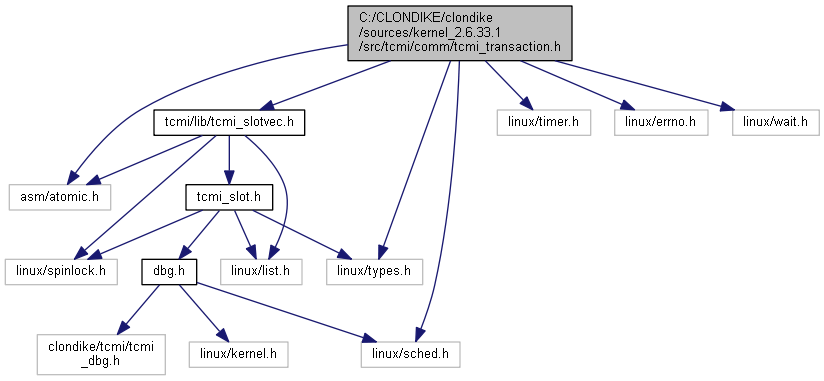 C:/CLONDIKE/clondike
/sources/kernel_2.6.33.1
/src/tcmi/comm/tcmi_transaction.h
tcmi/lib/tcmi_slotvec.h
linux/timer.h
linux/errno.h
linux/wait.h
asm/atomic.h
tcmi_slot.h
linux/spinlock.h
dbg.h
linux/list.h
linux/types.h
clondike/tcmi/tcmi
_dbg.h
linux/kernel.h
linux/sched.h